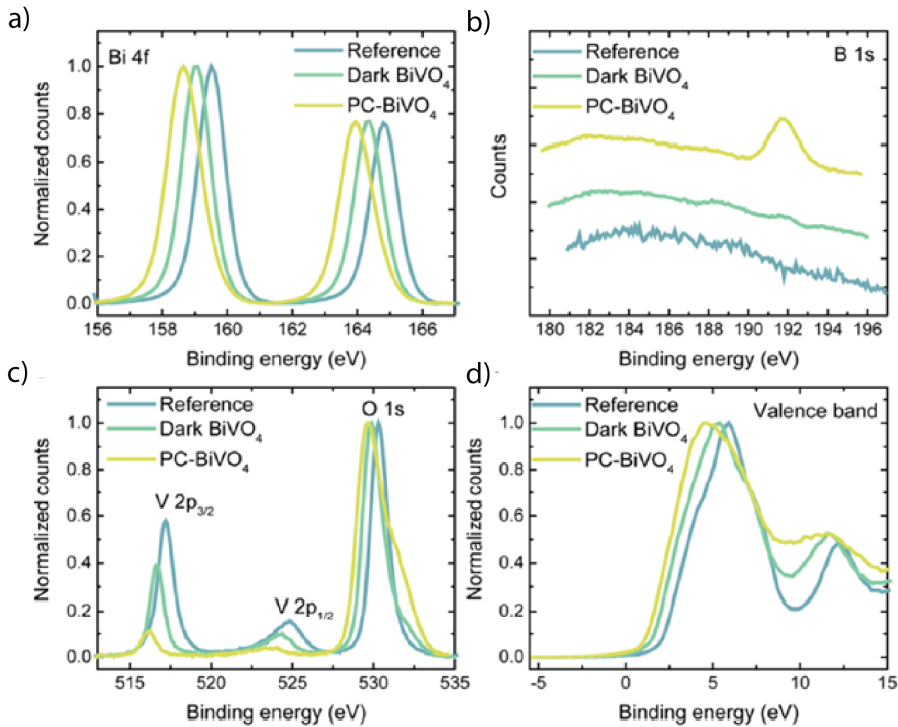 a)
Bi 4f
Reference
Dark BiVO₄
PC-BiVO₄
Normalized counts
1.0
0.8
0.6
0.4
0.2
0.0
156 158 160 162 164 166
Binding energy (eV)
b)
B 1s
Reference
Dark BiVO₄
PC-BiVO₄
Counts
180 182 184 186 188 190 192 194 196
Binding energy (eV)
c)
Reference
Dark BiVO₄
PC-BiVO₄
O 1s
V 2p₃/₂
V 2p₁/₂
Normalized counts
1.0
0.8
0.6
0.4
0.2
0.0
515 520 525 530 535
Binding energy (eV)
d)
Reference
Dark BiVO₄
PC-BiVO₄
Valence band
Normalized counts
1.0
0.8
0.6
0.4
0.2
0.0
-5 0 5 10 15
Binding energy (eV)